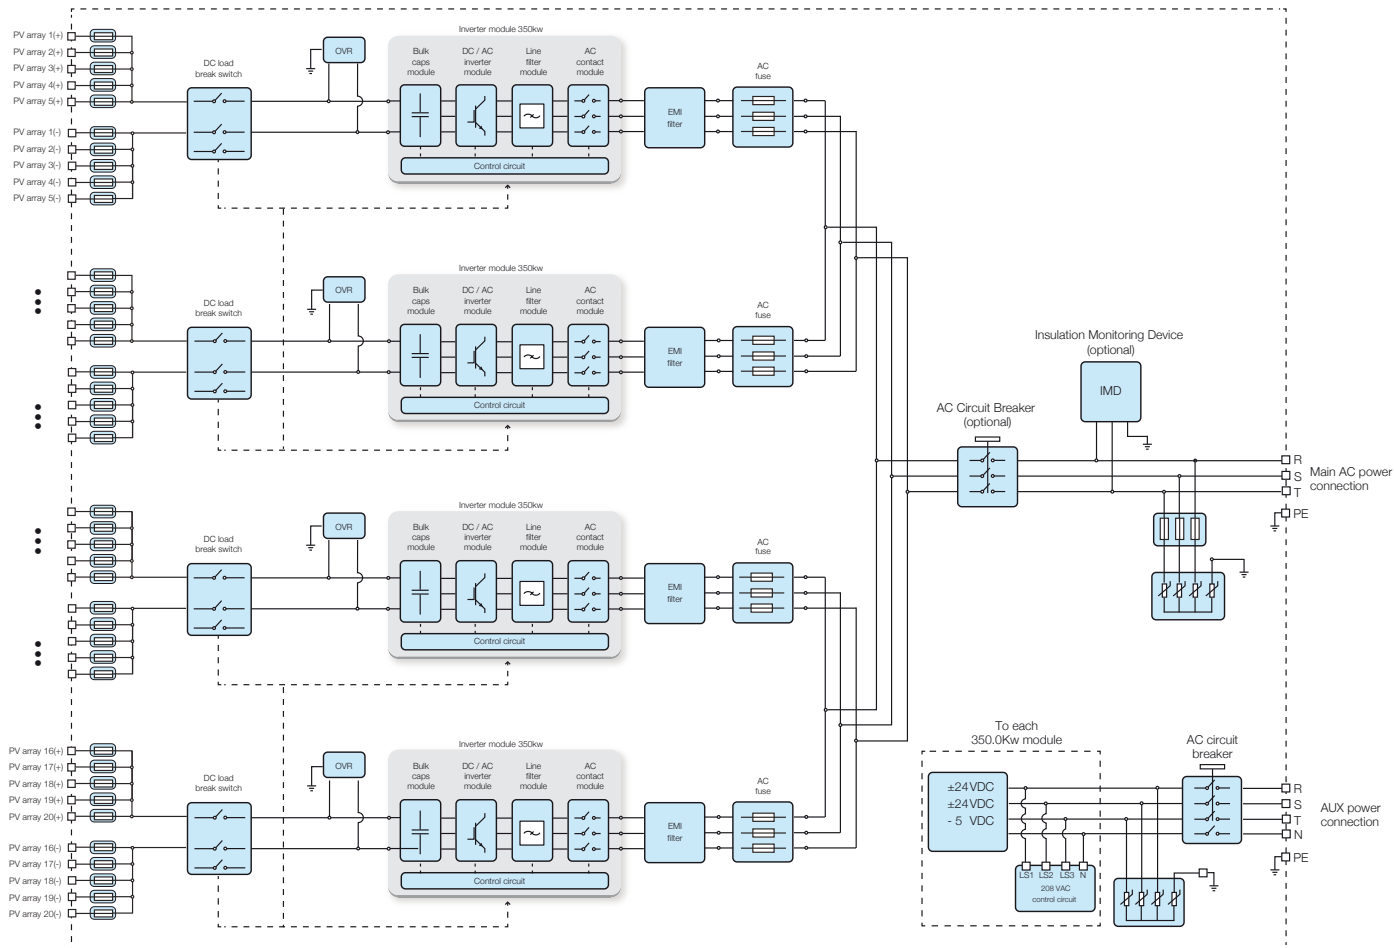 Inverter module 350kw
PV array 1(+)
PV array 2(+)
PV array 3(+)
PV array 4(+)
PV array 5(+)
PV array 1(-)
PV array 2(-)
PV array 3(-)
PV array 4(-)
PV array 5(-)
DC load
break switch
OVR
Bulk
caps
module
DC / AC
inverter
module
Line
filter
module
AC
contact
module
Control circuit
EMI
filter
AC
fuse
Inverter module 350kw
DC load
break switch
OVR
Bulk
caps
module
DC / AC
inverter
module
Line
filter
module
AC
contact
module
Control circuit
EMI
filter
AC
fuse
Insulation Monitoring Device
(optional)
IMD
AC Circuit Breaker
(optional)
R
S
T
Main AC power
connection
PE
Inverter module 350kw
DC load
break switch
OVR
Bulk
caps
module
DC / AC
inverter
module
Line
filter
module
AC
contact
module
Control circuit
EMI
filter
AC
fuse
Inverter module 350kw
PV array 16(+)
PV array 17(+)
PV array 18(+)
PV array 19(+)
PV array 20(+)
PV array 16(-)
PV array 17(-)
PV array 18(-)
PV array 19(-)
PV array 20(-)
DC load
break switch
OVR
Bulk
caps
module
DC / AC
inverter
module
Line
filter
module
AC
contact
module
Control circuit
EMI
filter
AC
fuse
To each
350.0Kw module
±24VDC
±24VDC
- 5 VDC
LS1 LS2 LS3 N
208 VAC
control circuit
AC circuit
breaker
R
S
T
N
AUX power
connection
PE